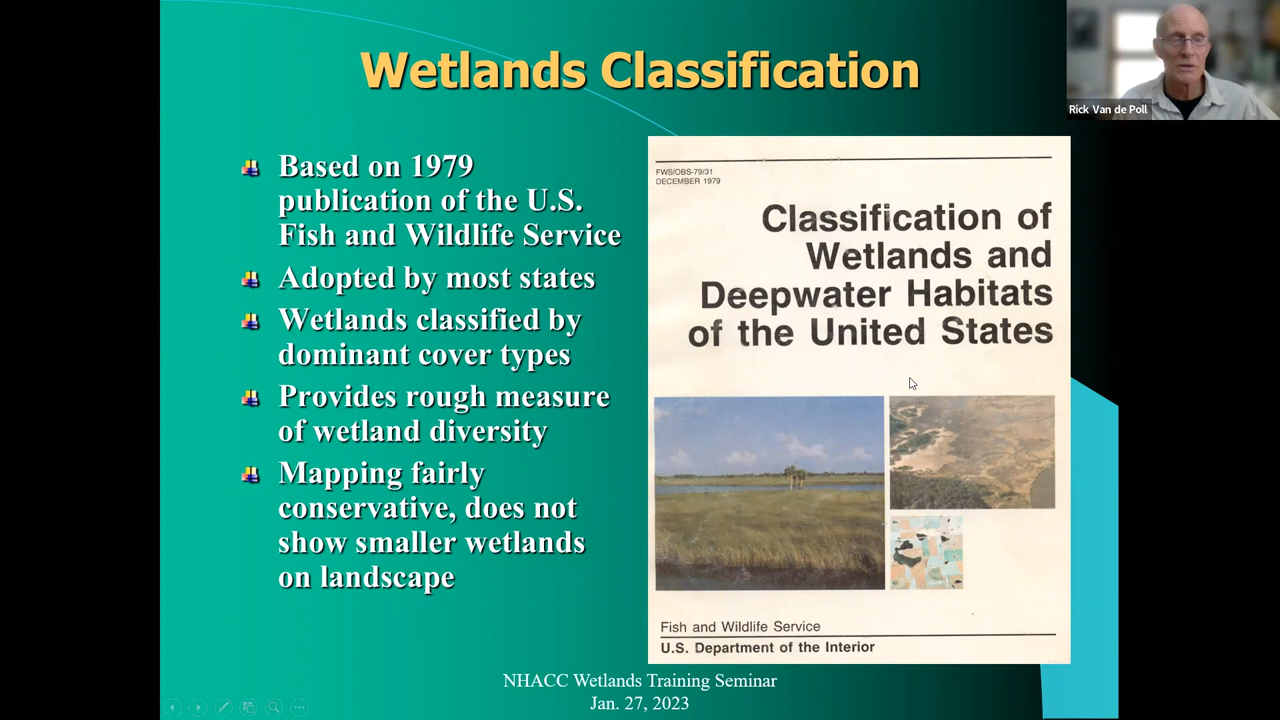 Wetlands Classification
Rick Van de Poll
Based on 1979
publication of the U.S.
Fish and Wildlife Service
Adopted by most states
Wetlands classified by
dominant cover types
Provides rough measure
of wetland diversity
Mapping fairly
conservative, does not
show smaller wetlands
on landscape
FWS/OBS-79/31
DECEMBER 1979
Classification of
Wetlands and
Deepwater Habitats
of the United States
Fish and Wildlife Service
U.S. Department of the Interior
NHACC Wetlands Training Seminar
Jan. 27, 2023